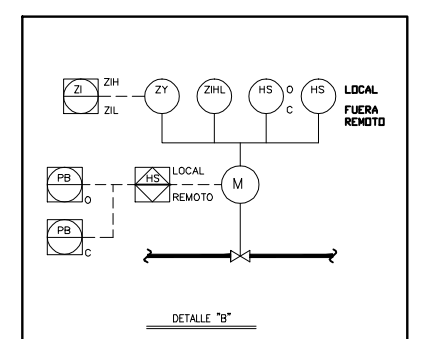 ZI
ZIH
ZIL
ZY
ZIHL
HS
O
C
HS
LOCAL
FUERA
REMOTO
PB
O
HS
LOCAL
REMOTO
M
PB
C
DETALLE "B"